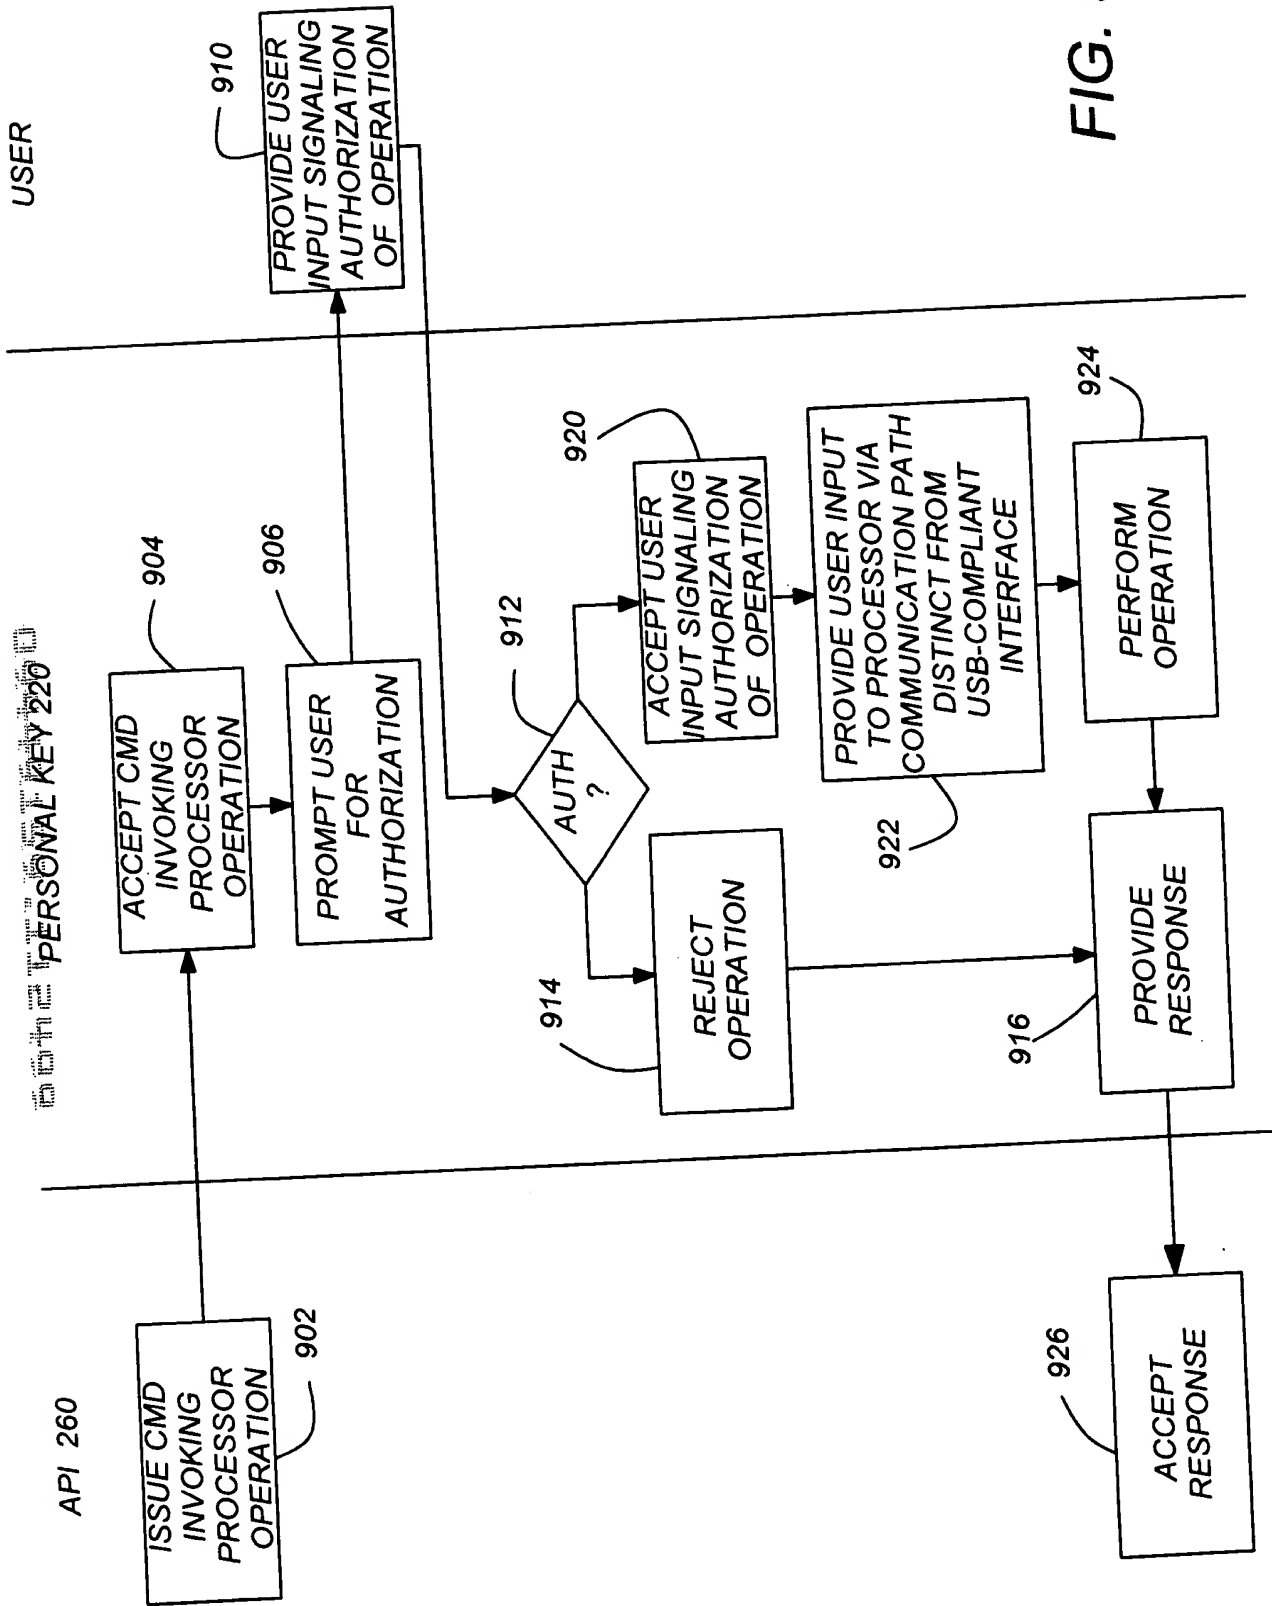 API 260
PERSONAL KEY 220
USER
ISSUE CMD
INVOKING
PROCESSOR
OPERATION
902
ACCEPT CMD
INVOKING
PROCESSOR
OPERATION
904
PROMPT USER
FOR
AUTHORIZATION
906
PROVIDE USER
INPUT SIGNALING
AUTHORIZATION
OF OPERATION
910
AUTH
?
912
REJECT
OPERATION
914
ACCEPT USER
INPUT SIGNALING
AUTHORIZATION
OF OPERATION
920
PROVIDE USER INPUT
TO PROCESSOR VIA
COMMUNICATION PATH
DISTINCT FROM
USB-COMPLIANT
INTERFACE
922
PERFORM
OPERATION
924
PROVIDE
RESPONSE
916
ACCEPT
RESPONSE
926
FIG.